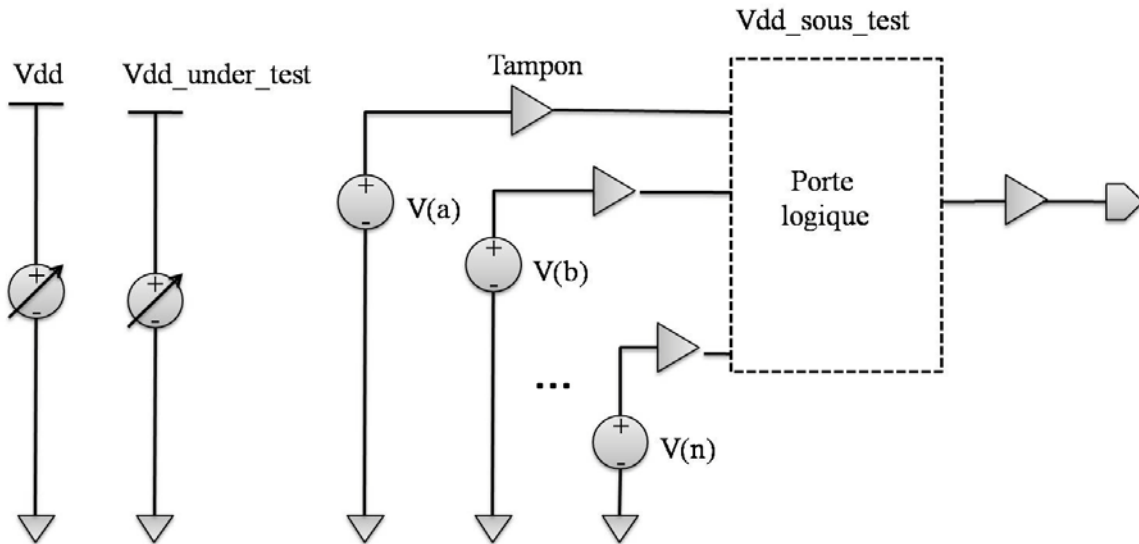 Vdd_sous_test
Vdd
Vdd_under_test
Tampon
+
-
V(a)
Porte
logique
+
-
V(b)
+
-
+
-
...
+
-
V(n)